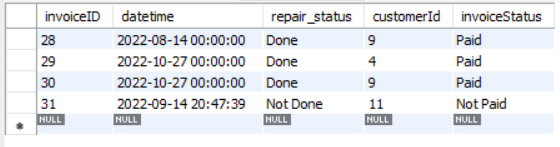 invoiceID datetime repair_status customerId invoiceStatus
28 2022-08-14 00:00:00 Done 9 Paid
29 2022-10-27 00:00:00 Done 4 Paid
30 2022-10-27 00:00:00 Done 9 Paid
31 2022-09-14 20:47:39 Not Done 11 Not Paid
NULL NULL NULL NULL NULL